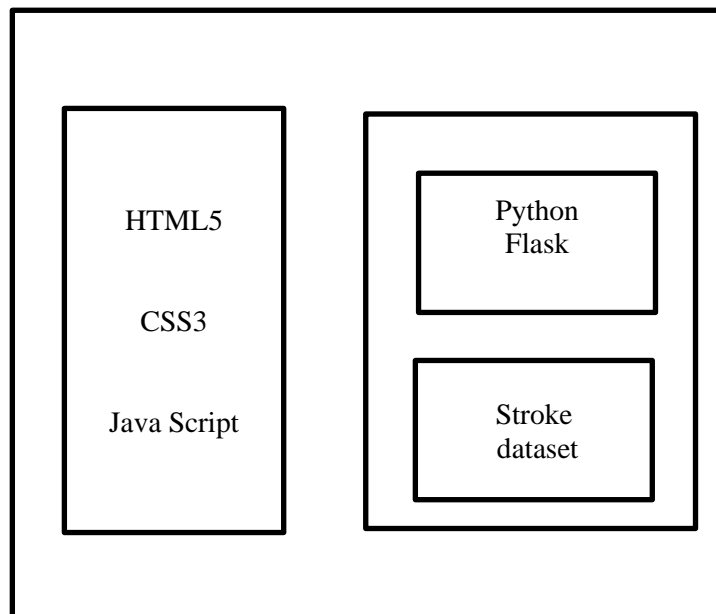 HTML5
CSS3
Java Script
Python
Flask
Stroke
dataset